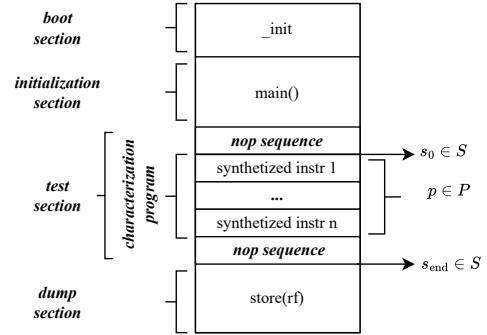 boot
section
_init
initialization
section
main()
test
section
characterization
program
nop sequence
s₀ ∈ S
synthetized instr 1
...
synthetized instr n
p ∈ P
nop sequence
s_end ∈ S
dump
section
store(rf)